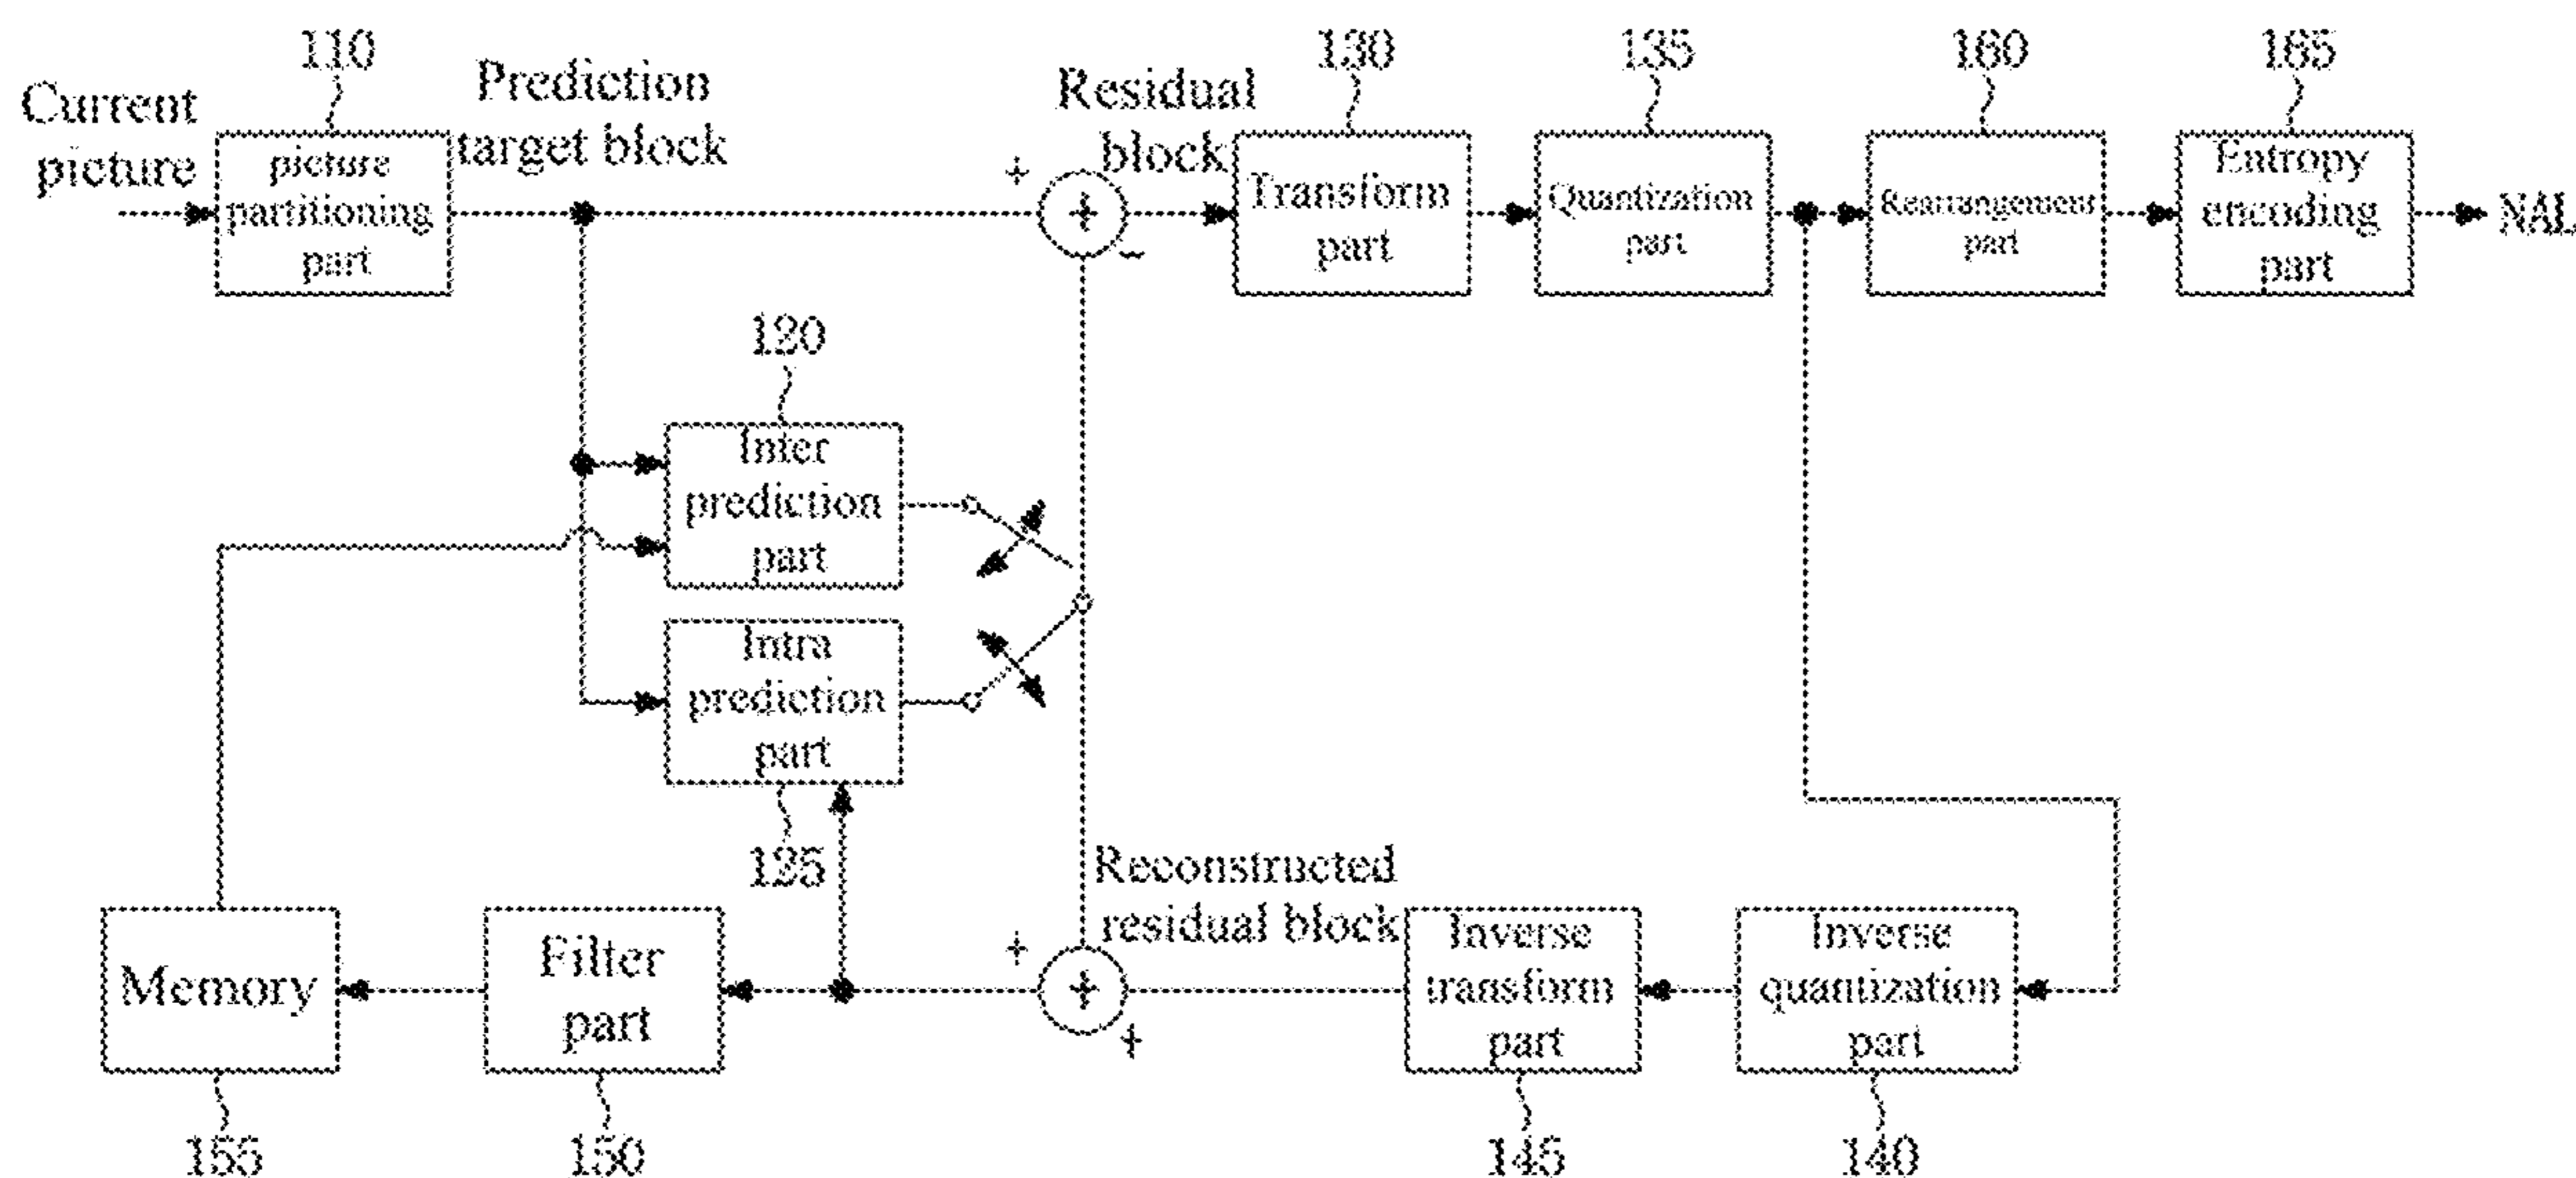 110
130
135
160
165
Current
picture
Prediction
target block
Residual
block
picture
partitioning
part
+
+
−
Transform
part
Quantization
part
Rearrangement
part
Entropy
encoding
part
NAL
120
Inter
prediction
part
Intra
prediction
part
125
Reconstructed
residual block
Memory
Filter
part
+
+
+
Inverse
transform
part
Inverse
quantization
part
155
150
145
140